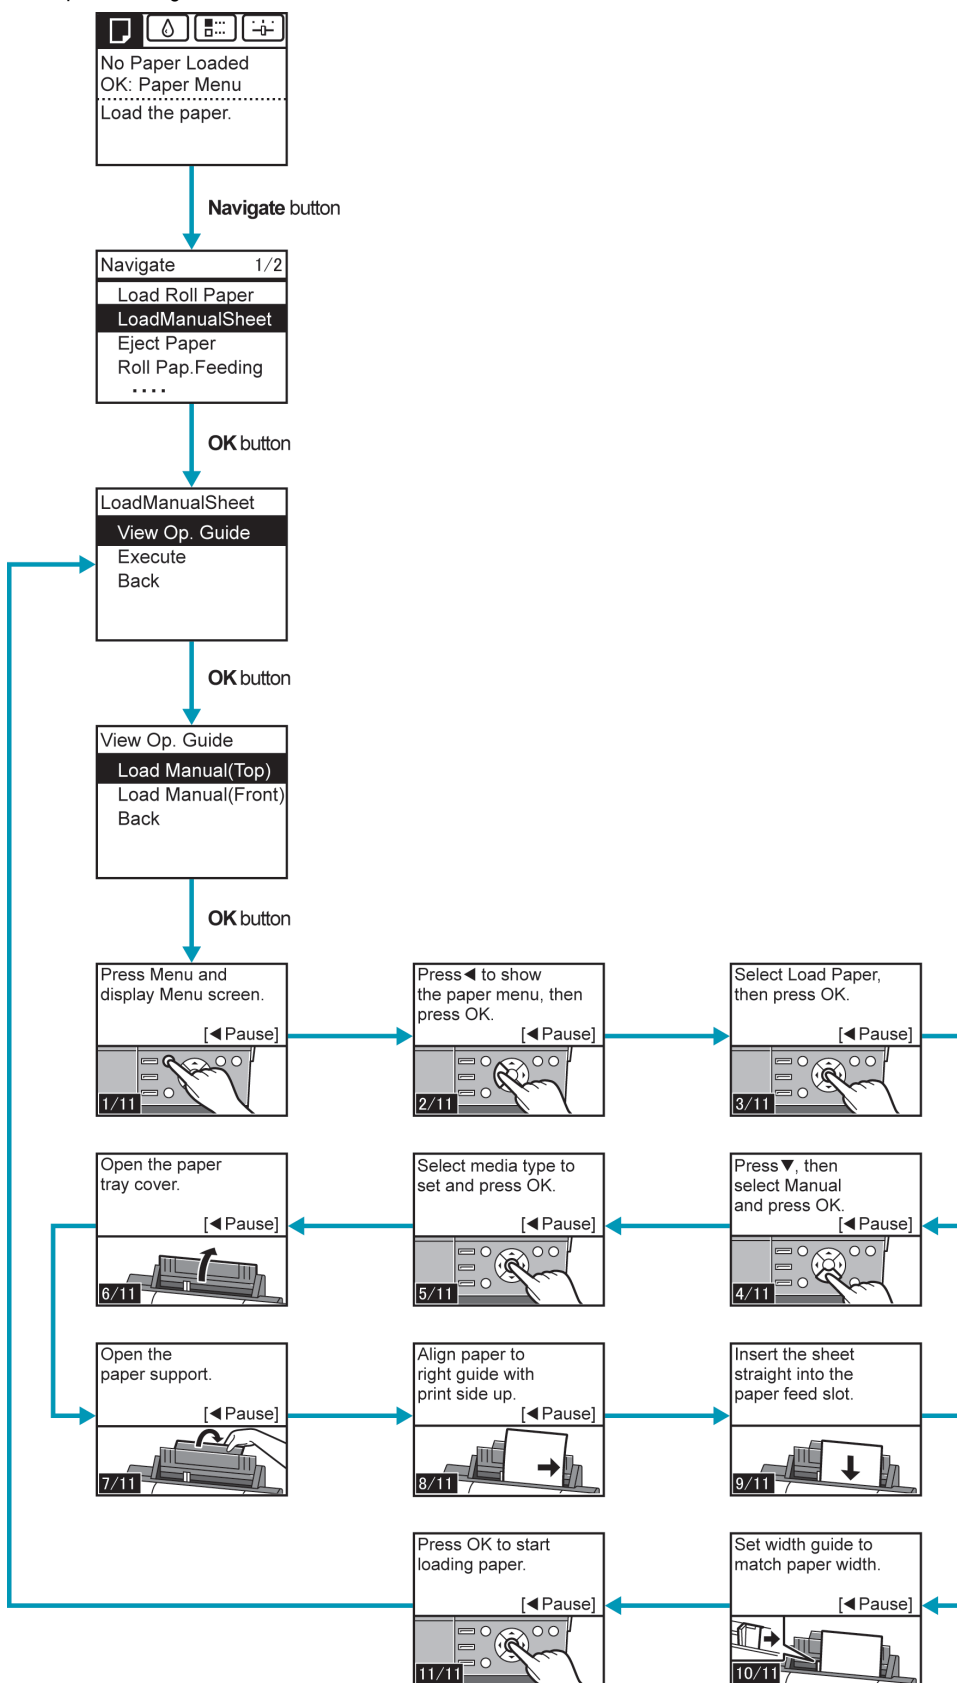 No Paper Loaded
OK: Paper Menu
Load the paper.
Navigate button
Navigate 1/2
Load Roll Paper
LoadManualSheet
Eject Paper
Roll Pap.Feeding
....
OK button
LoadManualSheet
View Op. Guide
Execute
Back
OK button
View Op. Guide
Load Manual(Top)
Load Manual(Front)
Back
OK button
Press Menu and
display Menu screen.
[◀Pause]
1/11
Press◀ to show
the paper menu, then
press OK.
[◀Pause]
2/11
Select Load Paper,
then press OK.
[◀Pause]
3/11
Press▼, then
select Manual
and press OK.
[◀Pause]
4/11
Select media type to
set and press OK.
[◀Pause]
5/11
Open the paper
tray cover.
[◀Pause]
6/11
Open the
paper support.
[◀Pause]
7/11
Align paper to
right guide with
print side up.
[◀Pause]
8/11
Insert the sheet
straight into the
paper feed slot.
9/11
Set width guide to
match paper width.
[◀Pause]
10/11
Press OK to start
loading paper.
[◀Pause]
11/11